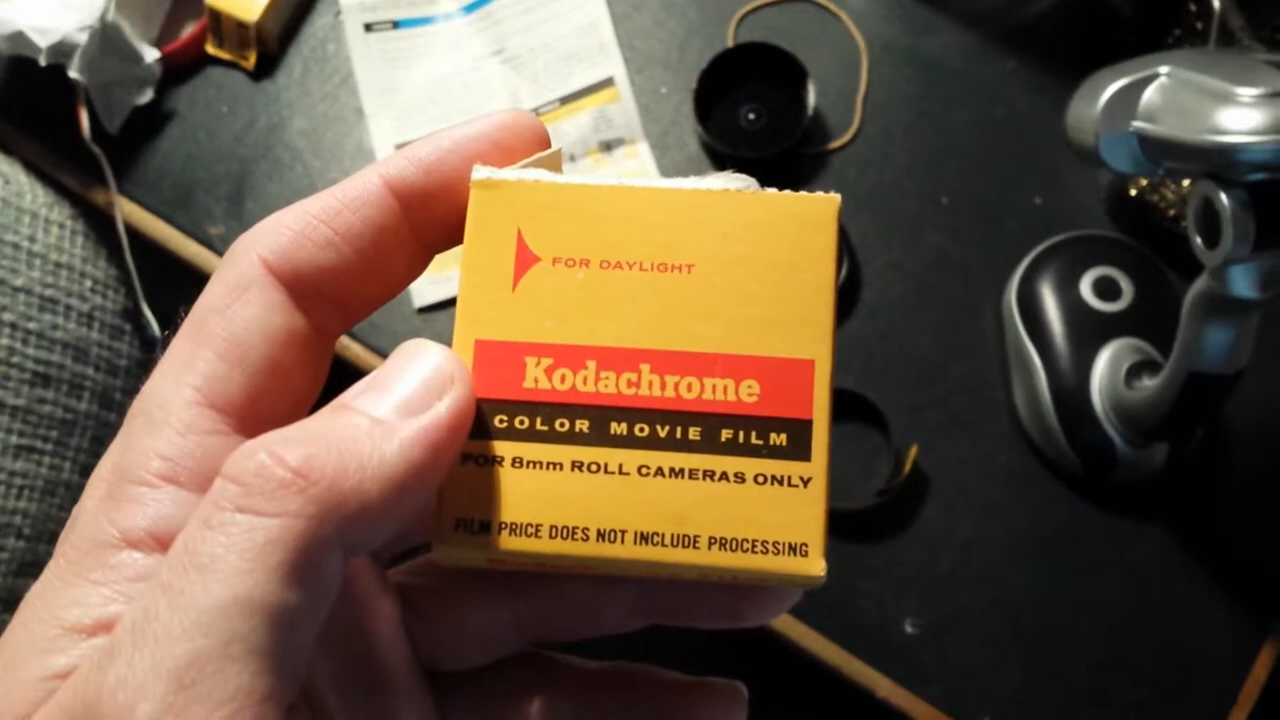 FOR DAYLIGHT
Kodachrome
COLOR MOVIE FILM
FOR 8mm ROLL CAMERAS ONLY
FILM PRICE DOES NOT INCLUDE PROCESSING